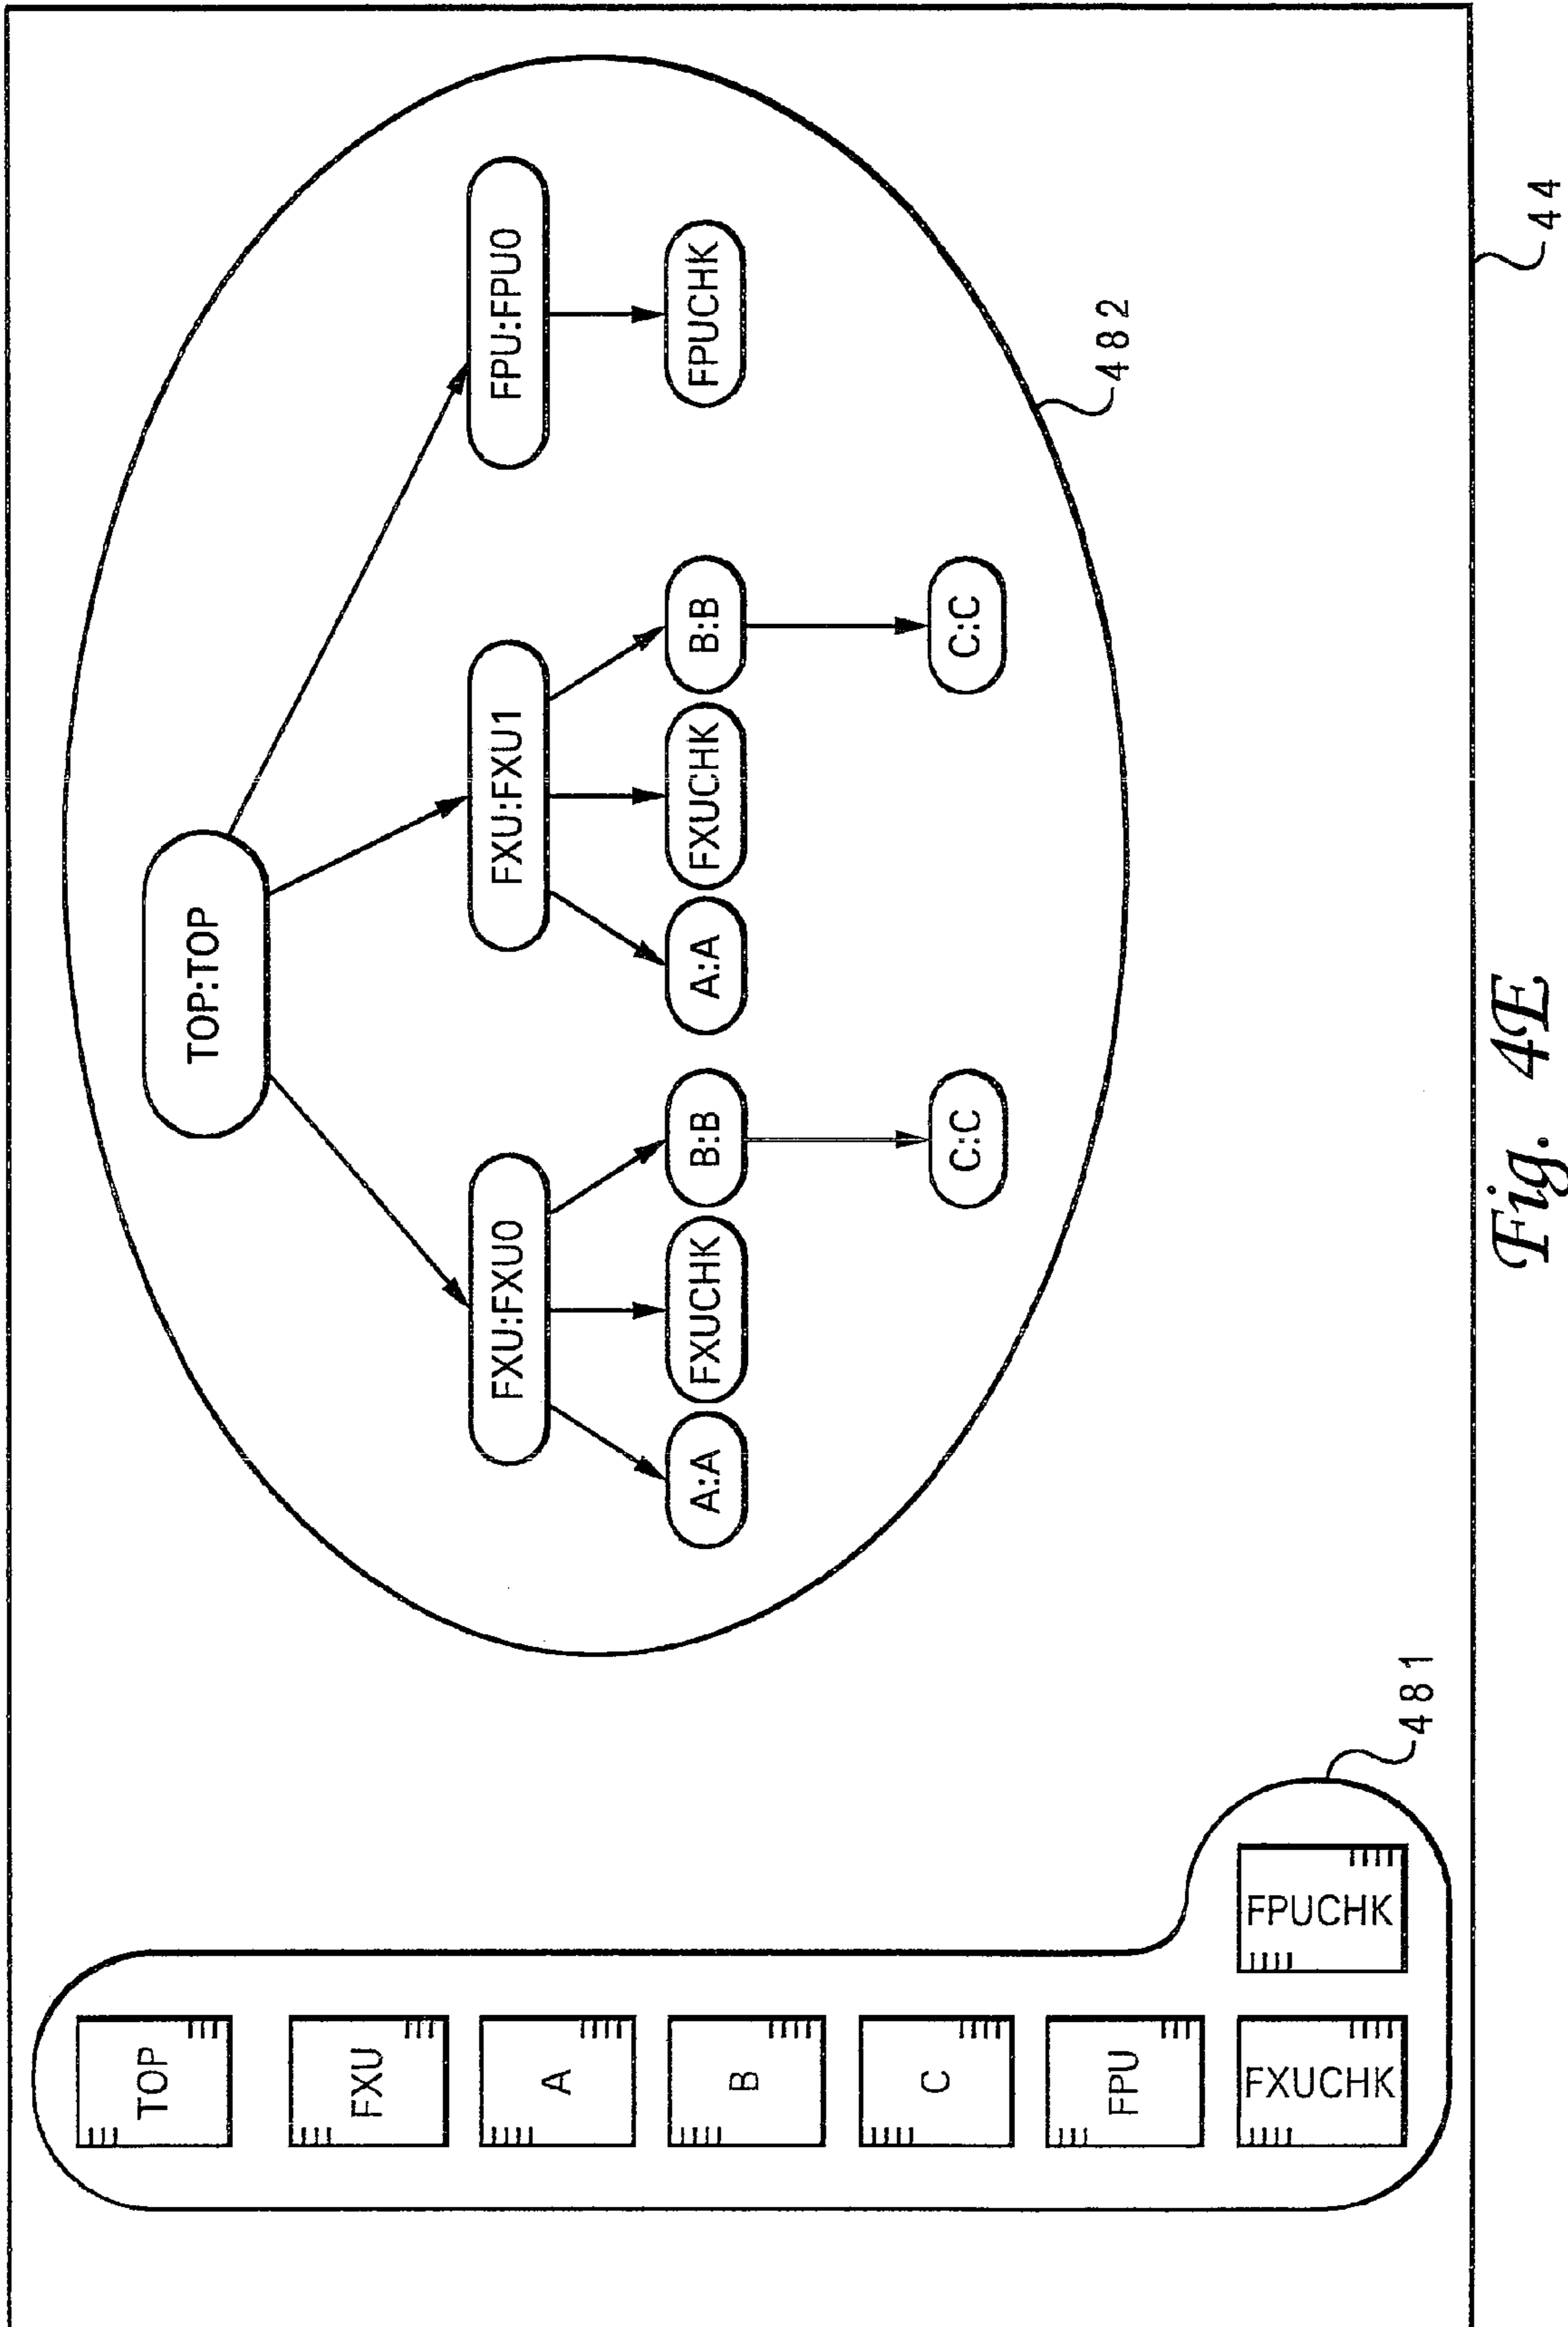 TOP
FXU
A
B
C
FPU
FXUCHK
FPUCHK
481
TOP:TOP
FXU:FXU0
FXU:FXU1
FPU:FPU0
A:A
FXUCHK
B:B
A:A
FXUCHK
B:B
FPUCHK
C:C
C:C
482
44
Fig. 4E